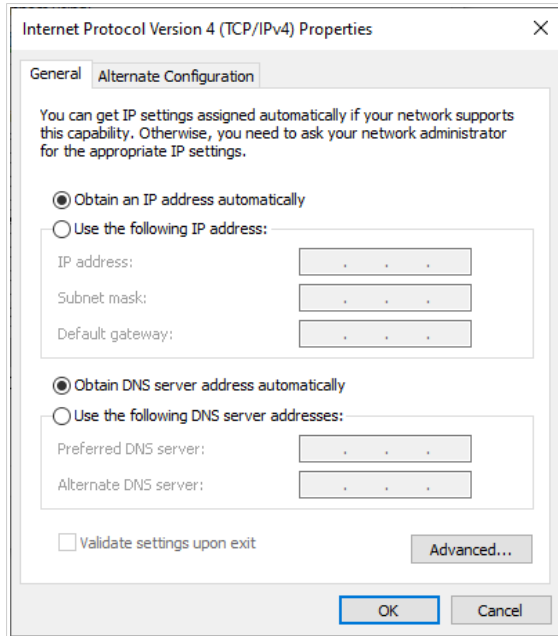 Internet Protocol Version 4 (TCP/IPv4) Properties
General
Alternate Configuration
You can get IP settings assigned automatically if your network supports
this capability. Otherwise, you need to ask your network administrator
for the appropriate IP settings.
Obtain an IP address automatically
Use the following IP address:
IP address:
Subnet mask:
Default gateway:
Obtain DNS server address automatically
Use the following DNS server addresses:
Preferred DNS server:
Alternate DNS server:
Validate settings upon exit
Advanced...
OK
Cancel